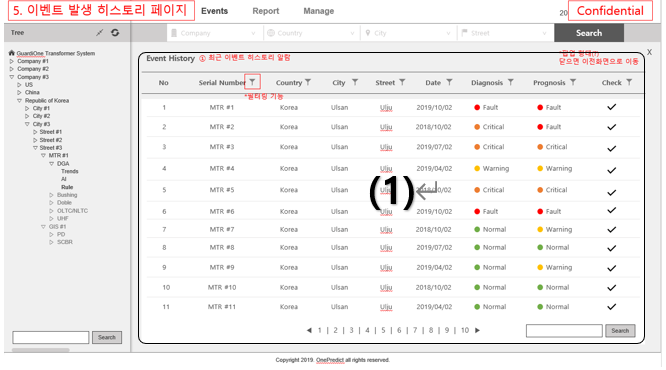 5. 이벤트 발생 히스토리 페이지
Events Report Manage
20
Confidential
Tree
Company Country City Street Search
GuardiOne Transformer System
Company #1
Company #2
Company #3
US
China
Republic of Korea
City #1
City #2
City #3
Street #1
Street #2
Street #3
MTR #1
DGA
Trends
AI
Rule
Bushing
Doble
OLTC/NLTC
UHF
GIS #1
PD
SCBR
Search
Event History ① 최근 이벤트 히스토리 알람
*팝업 형태(?)
닫으면 이전화면으로 이동
X
No Serial Number Country City Street Date Diagnosis Prognosis Check
*필터링 기능
1 MTR #1 Korea Ulsan Ulju 2019/10/02 Fault Fault
2 MTR #2 Korea Ulsan Ulju 2018/10/02 Critical Critical
3 MTR #3 Korea Ulsan Ulju 2019/07/02 Critical Critical
4 MTR #4 Korea Ulsan Ulju 2019/04/02 Warning Warning
5 MTR #5 Korea Ulsan Ulju 2018/10/02 Critical Critical
(1)
6 MTR #6 Korea Ulsan Ulju 2019/10/02 Fault Fault
7 MTR #7 Korea Ulsan Ulju 2018/10/02 Normal Warning
8 MTR #8 Korea Ulsan Ulju 2019/07/02 Normal Normal
9 MTR #9 Korea Ulsan Ulju 2019/04/02 Normal Warning
10 MTR #10 Korea Ulsan Ulju 2018/10/02 Normal Normal
11 MTR #11 Korea Ulsan Ulju 2019/04/02 Normal Normal
◀ 1 | 2 | 3 | 4 | 5 | 6 | 7 | 8 | 9 | 10 ▶ Search
Copyright 2019. OnePredict all rights reserved.